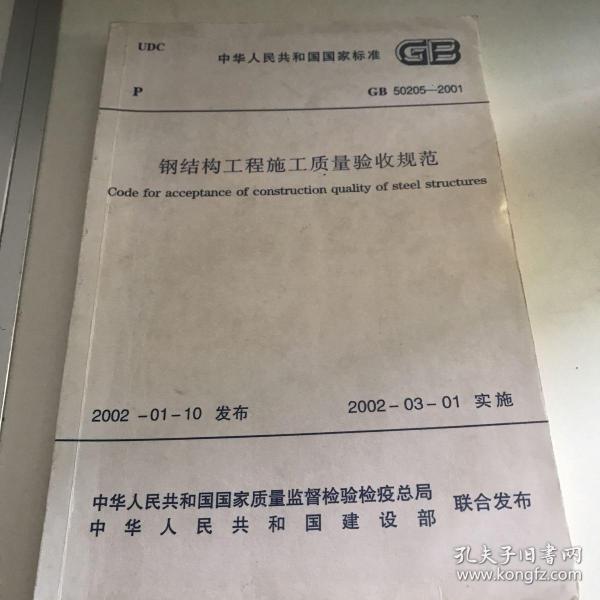 UDC
中华人民共和国国家标准 GB
P
GB 50205—2001
钢结构工程施工质量验收规范
Code for acceptance of construction quality of steel structures
2002-01-10 发布
2002-03-01 实施
中华人民共和国国家质量监督检验检疫总局
中华人民共和国建设部
联合发布
孔夫子旧书网
www.kongfz.com